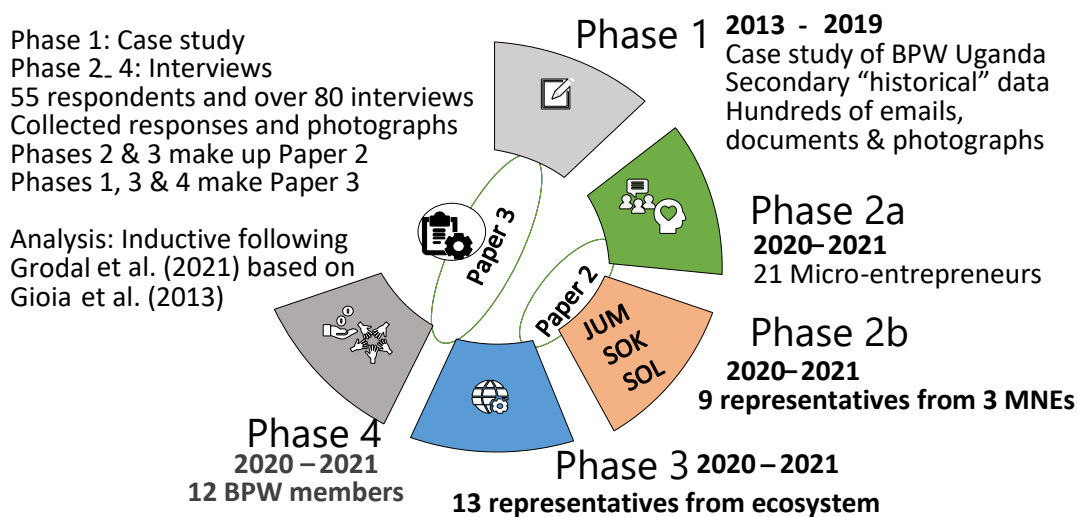 Phase 1: Case study
Phase 2- 4: Interviews
55 respondents and over 80 interviews
Collected responses and photographs
Phases 2 & 3 make up Paper 2
Phases 1, 3 & 4 make Paper 3
Analysis: Inductive following
Grodal et al. (2021) based on
Gioia et al. (2013)
Phase 1
2013 - 2019
Case study of BPW Uganda
Secondary “historical” data
Hundreds of emails,
documents & photographs
Phase 2a
2020–2021
21 Micro-entrepreneurs
Phase 2b
2020–2021
9 representatives from 3 MNEs
JUM
SOK
SOL
Paper 3
Paper 2
Phase 3 2020 – 2021
13 representatives from ecosystem
Phase 4
2020 – 2021
12 BPW members